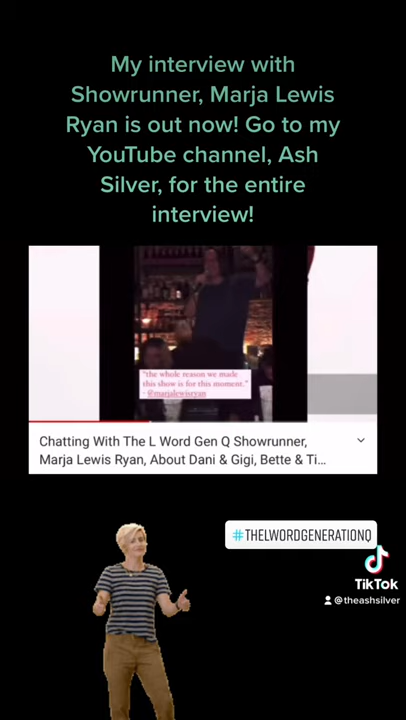 My interview with
Showrunner, Marja Lewis
Ryan is out now! Go to my
YouTube channel, Ash
Silver, for the entire
interview!
"the whole reason we made
this show is for this moment."
- @marjalewisryan
Chatting With The L Word Gen Q Showrunner,
Marja Lewis Ryan, About Dani & Gigi, Bette & Ti...
#THELWORDGENERATIONQ
TikTok
@theashsilver